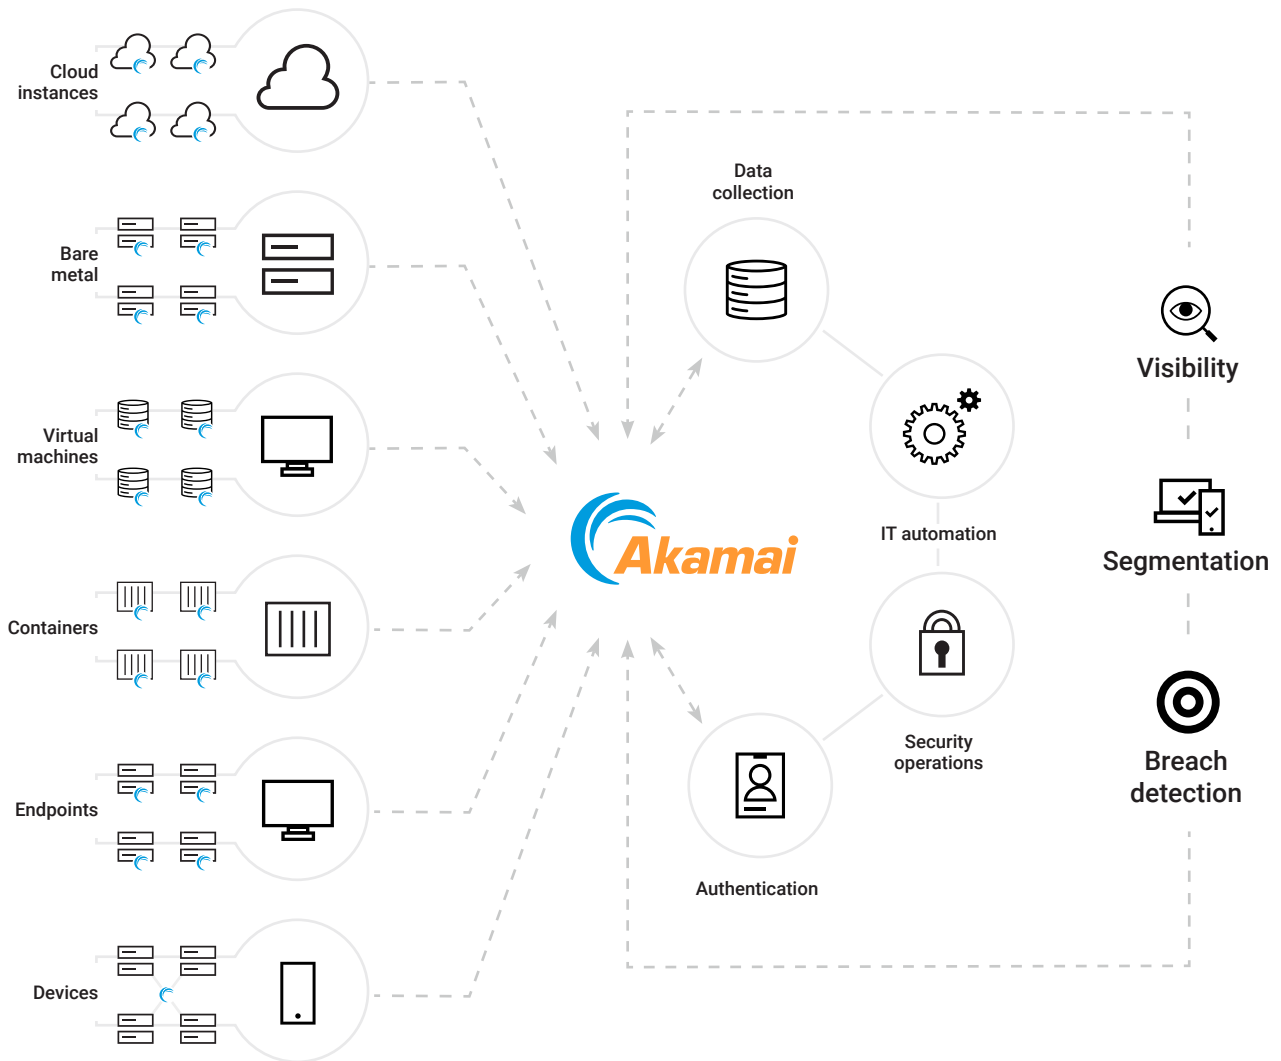 Cloud
instances
Bare
metal
Virtual
machines
Containers
Endpoints
Devices
Akamai
Data
collection
IT automation
Security
operations
Authentication
Visibility
Segmentation
Breach
detection